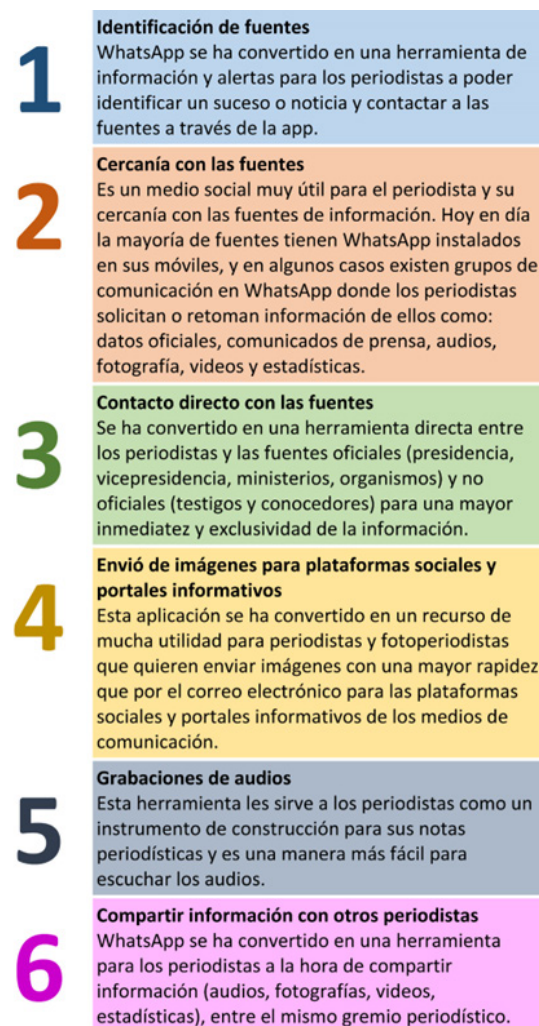 1
Identificación de fuentes
WhatsApp se ha convertido en una herramienta de
información y alertas para los periodistas a poder
identificar un suceso o noticia y contactar a las
fuentes a través de la app.
2
Cercanía con las fuentes
Es un medio social muy útil para el periodista y su
cercanía con las fuentes de información. Hoy en día
la mayoría de fuentes tienen WhatsApp instalados
en sus móviles, y en algunos casos existen grupos de
comunicación en WhatsApp donde los periodistas
solicitan o retoman información de ellos como:
datos oficiales, comunicados de prensa, audios,
fotografía, videos y estadísticas.
3
Contacto directo con las fuentes
Se ha convertido en una herramienta directa entre
los periodistas y las fuentes oficiales (presidencia,
vicepresidencia, ministerios, organismos) y no
oficiales (testigos y conocedores) para una mayor
inmediatez y exclusividad de la información.
4
Envió de imágenes para plataformas sociales y
portales informativos
Esta aplicación se ha convertido en un recurso de
mucha utilidad para periodistas y fotoperiodistas
que quieren enviar imágenes con una mayor rapidez
que por el correo electrónico para las plataformas
sociales y portales informativos de los medios de
comunicación.
5
Grabaciones de audios
Esta herramienta les sirve a los periodistas como un
instrumento de construcción para sus notas
periodísticas y es una manera más fácil para
escuchar los audios.
6
Compartir información con otros periodistas
WhatsApp se ha convertido en una herramienta
para los periodistas a la hora de compartir
información (audios, fotografías, videos,
estadísticas), entre el mismo gremio periodístico.